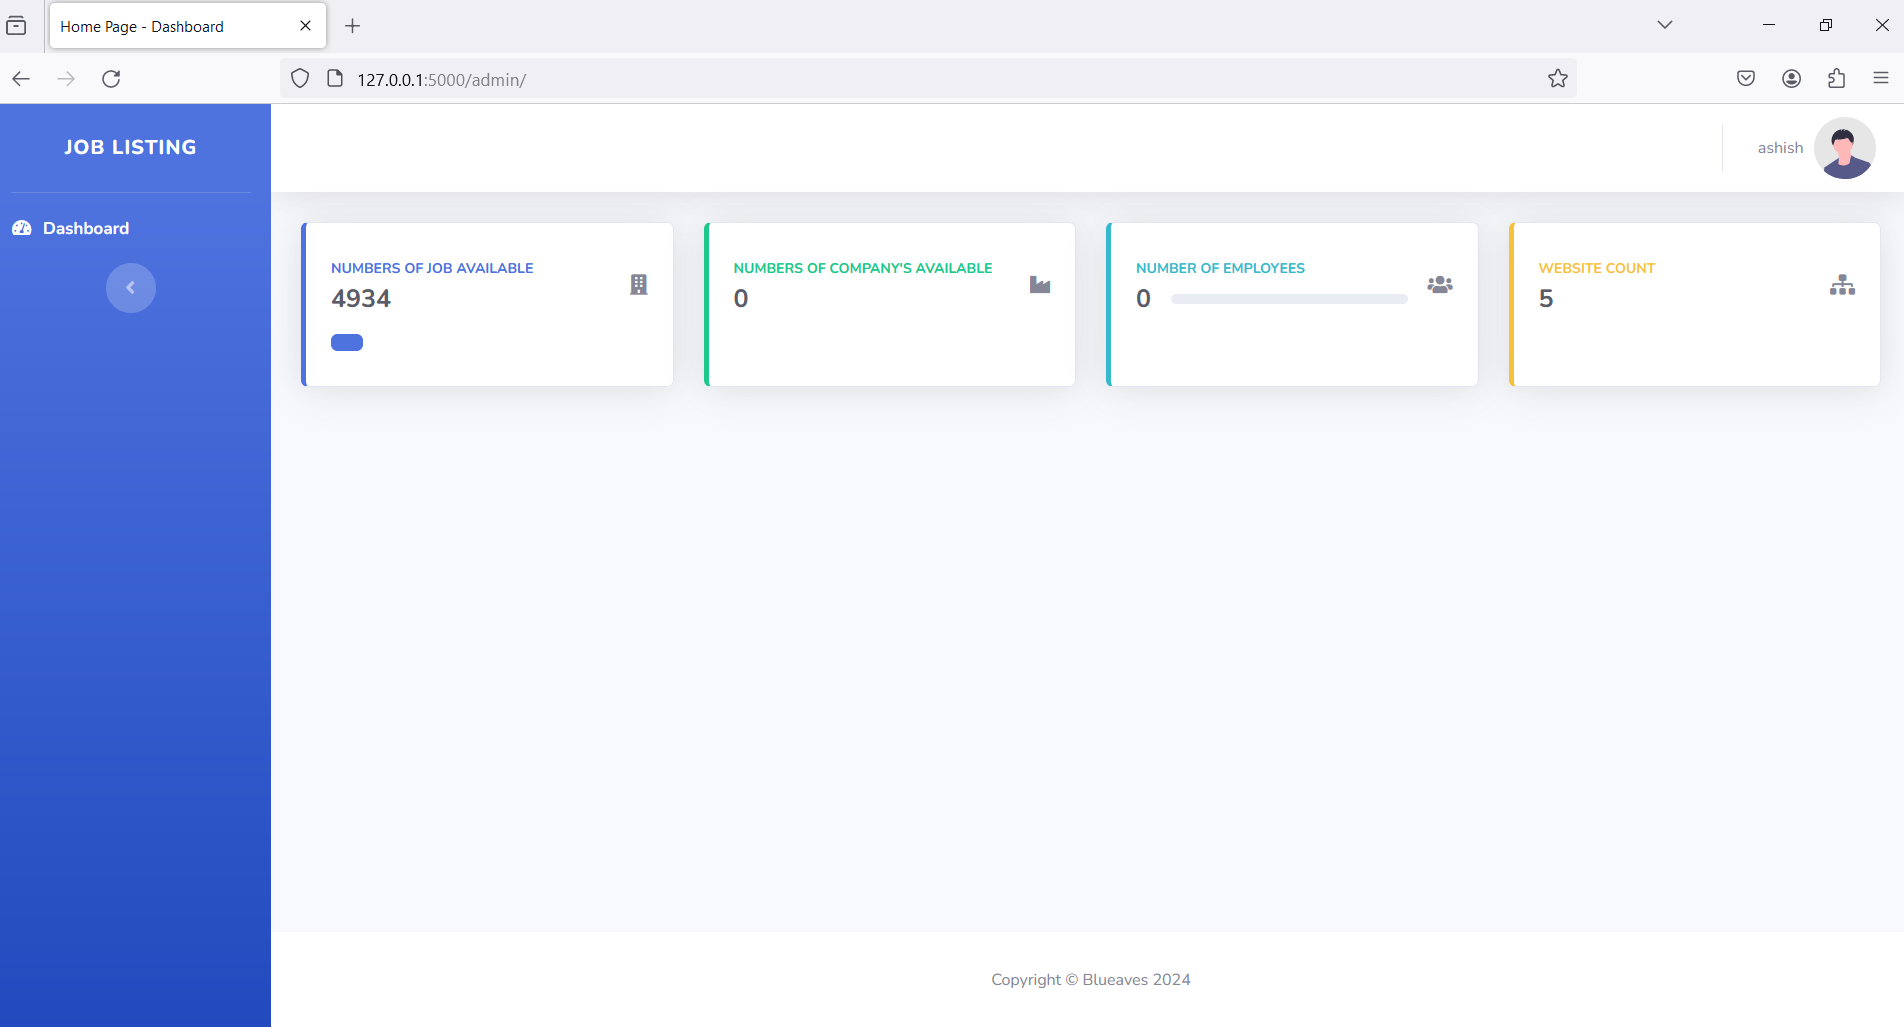 Home Page - Dashboard
127.0.0.1:5000/admin/
JOB LISTING
ashish
Dashboard
NUMBERS OF JOB AVAILABLE
4934
NUMBERS OF COMPANY'S AVAILABLE
0
NUMBER OF EMPLOYEES
0
WEBSITE COUNT
5
Copyright © Blueaves 2024